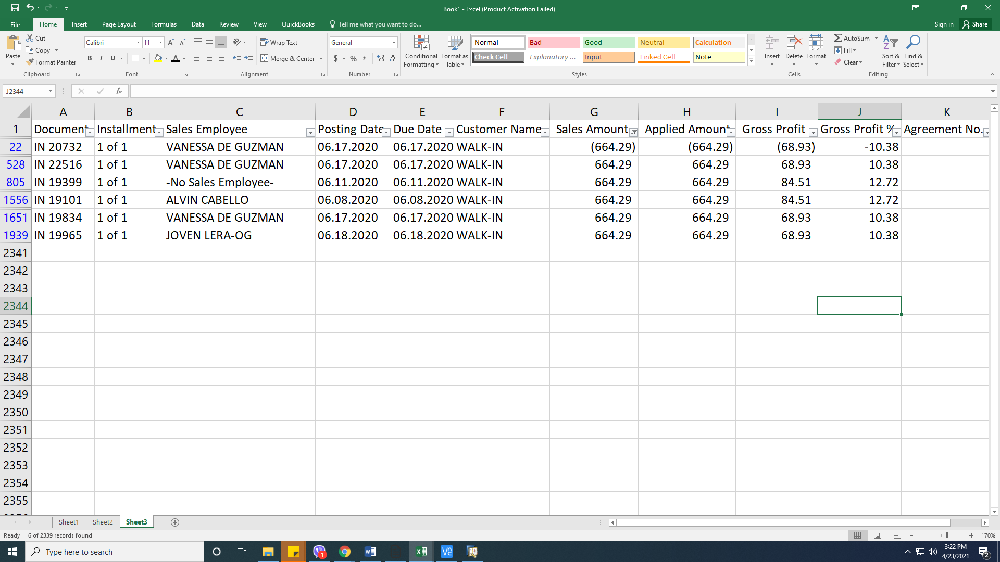 Book1 - Excel (Product Activation Failed)
File Home Insert Page Layout Formulas Data Review View QuickBooks Tell me what you want to do... Sign in Share
Paste
Cut
Copy
Format Painter
Clipboard
Calibri 11
B I U
Font
Wrap Text
Merge & Center
Alignment
General
$ % ,
Number
Conditional Formatting
Format as Table
Normal Bad Good Neutral Calculation
Check Cell Explanatory ... Input Linked Cell Note
Styles
Insert Delete Format
Cells
AutoSum
Fill
Clear
Sort & Filter
Find & Select
Editing
J2344 fx
A B C D E F G H I J K
1 Document Installment Sales Employee Posting Date Due Date Customer Name Sales Amount Applied Amount Gross Profit Gross Profit % Agreement No.
22 IN 20732 1 of 1 VANESSA DE GUZMAN 06.17.2020 06.17.2020 WALK-IN (664.29) (664.29) (68.93) -10.38
528 IN 22516 1 of 1 VANESSA DE GUZMAN 06.17.2020 06.17.2020 WALK-IN 664.29 664.29 68.93 10.38
805 IN 19399 1 of 1 -No Sales Employee- 06.11.2020 06.11.2020 WALK-IN 664.29 664.29 84.51 12.72
1556 IN 19101 1 of 1 ALVIN CABELLO 06.08.2020 06.08.2020 WALK-IN 664.29 664.29 84.51 12.72
1651 IN 19834 1 of 1 VANESSA DE GUZMAN 06.17.2020 06.17.2020 WALK-IN 664.29 664.29 68.93 10.38
1939 IN 19965 1 of 1 JOVEN LERA-OG 06.18.2020 06.18.2020 WALK-IN 664.29 664.29 68.93 10.38
2341
2342
2343
2344
2345
2346
2347
2348
2349
2350
2351
2352
2353
2354
2355
Sheet1 Sheet2 Sheet3
Ready 6 of 2339 records found 170%
Type here to search
1
3:22 PM
4/23/2021
2